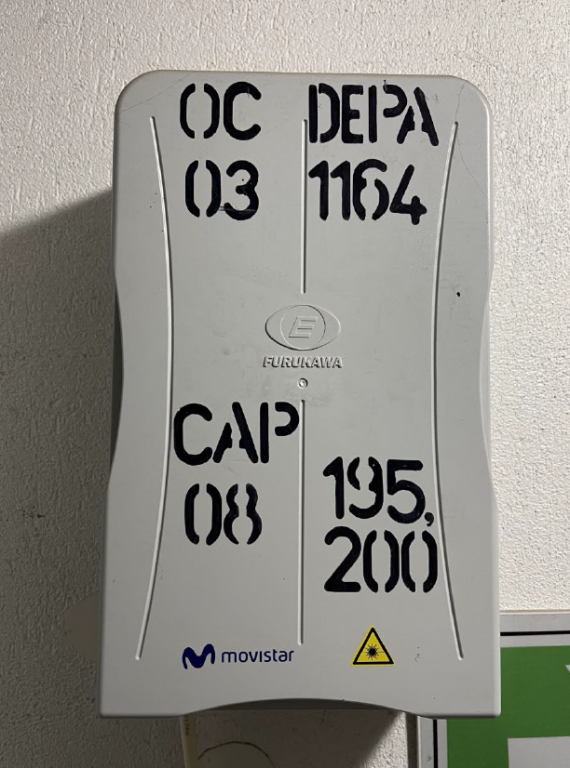 OC DEPA
03 1164
FURUKAWA
CAP
08
195,
200
movistar